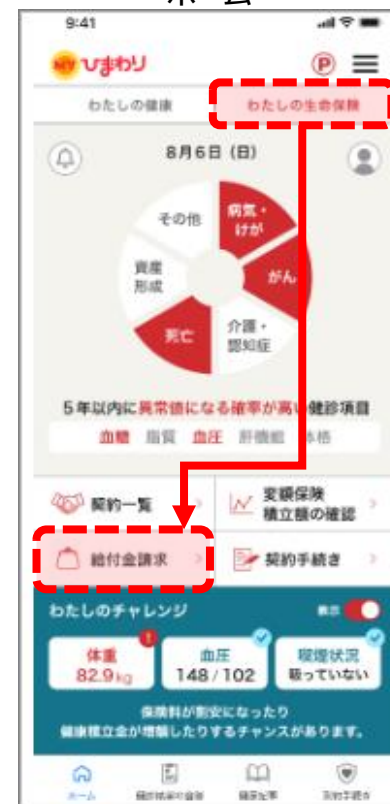 9:41
NEW ひまわり
P
わたしの健康 わたしの生命保険
8月6日（日）
その他
病気・
けが
資産
形成
がん
死亡
介護・
認知症
5年以内に異常値になる確率が高い健診項目
血糖 脂質 血圧 肝機能 体格
契約一覧
変額保険
積立額の確認
給付金請求
契約手続き
わたしのチャレンジ 表示
体重
82.9kg
血圧
148/102
喫煙状況
吸っていない
保険料が割安になったり
健康積立金が増額したりするチャンスがあります。
ホーム